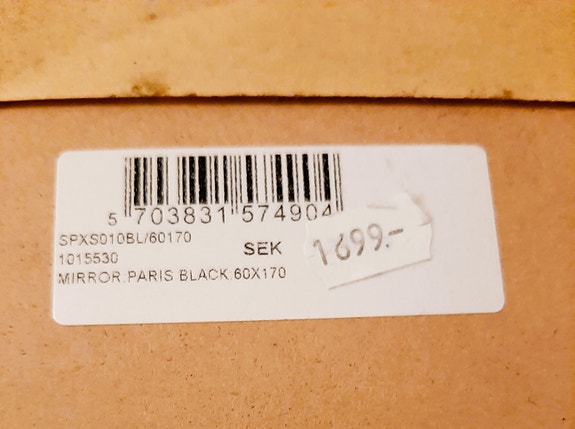 5 703831 574904
SPXS010BL/60170
1015530
SEK 1699.-
MIRROR.PARIS BLACK.60X170